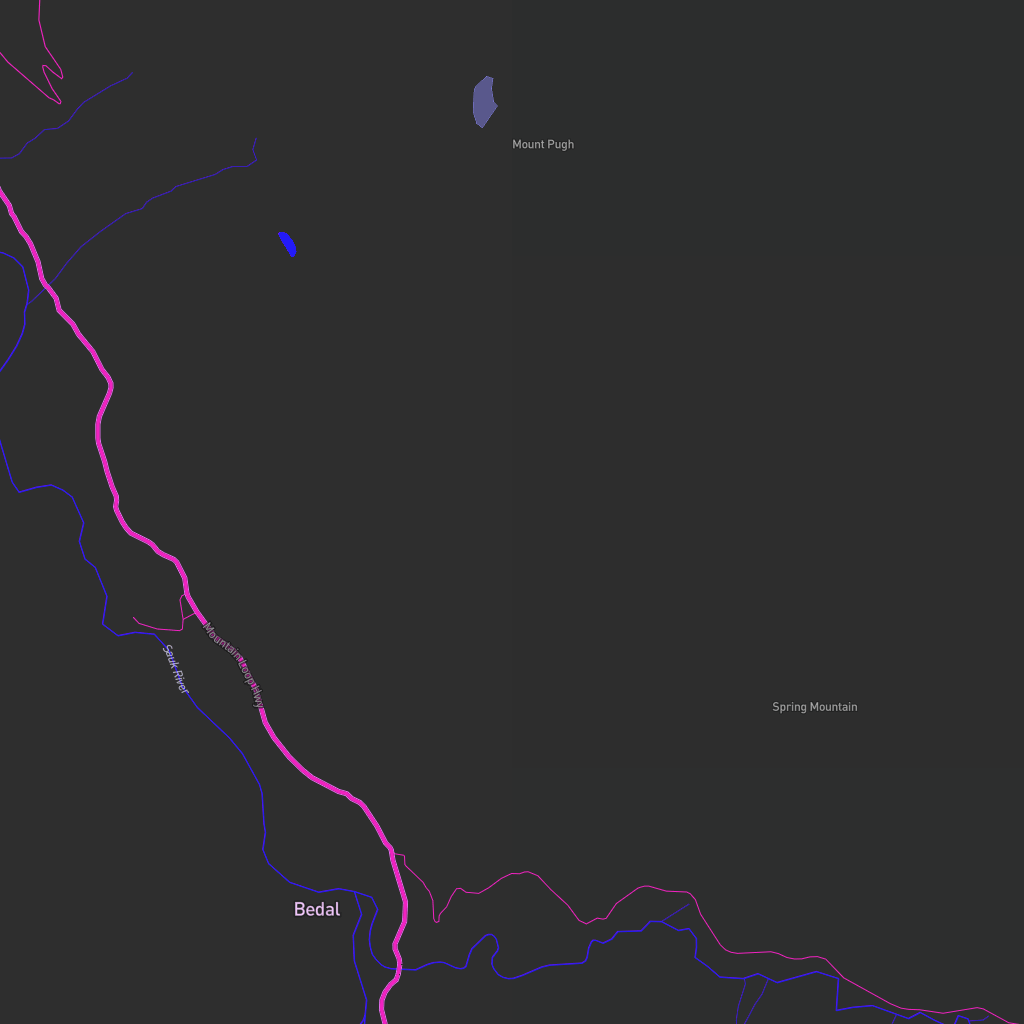 Mount Pugh
Mountain Loop Hwy
Sauk River
Spring Mountain
Bedal